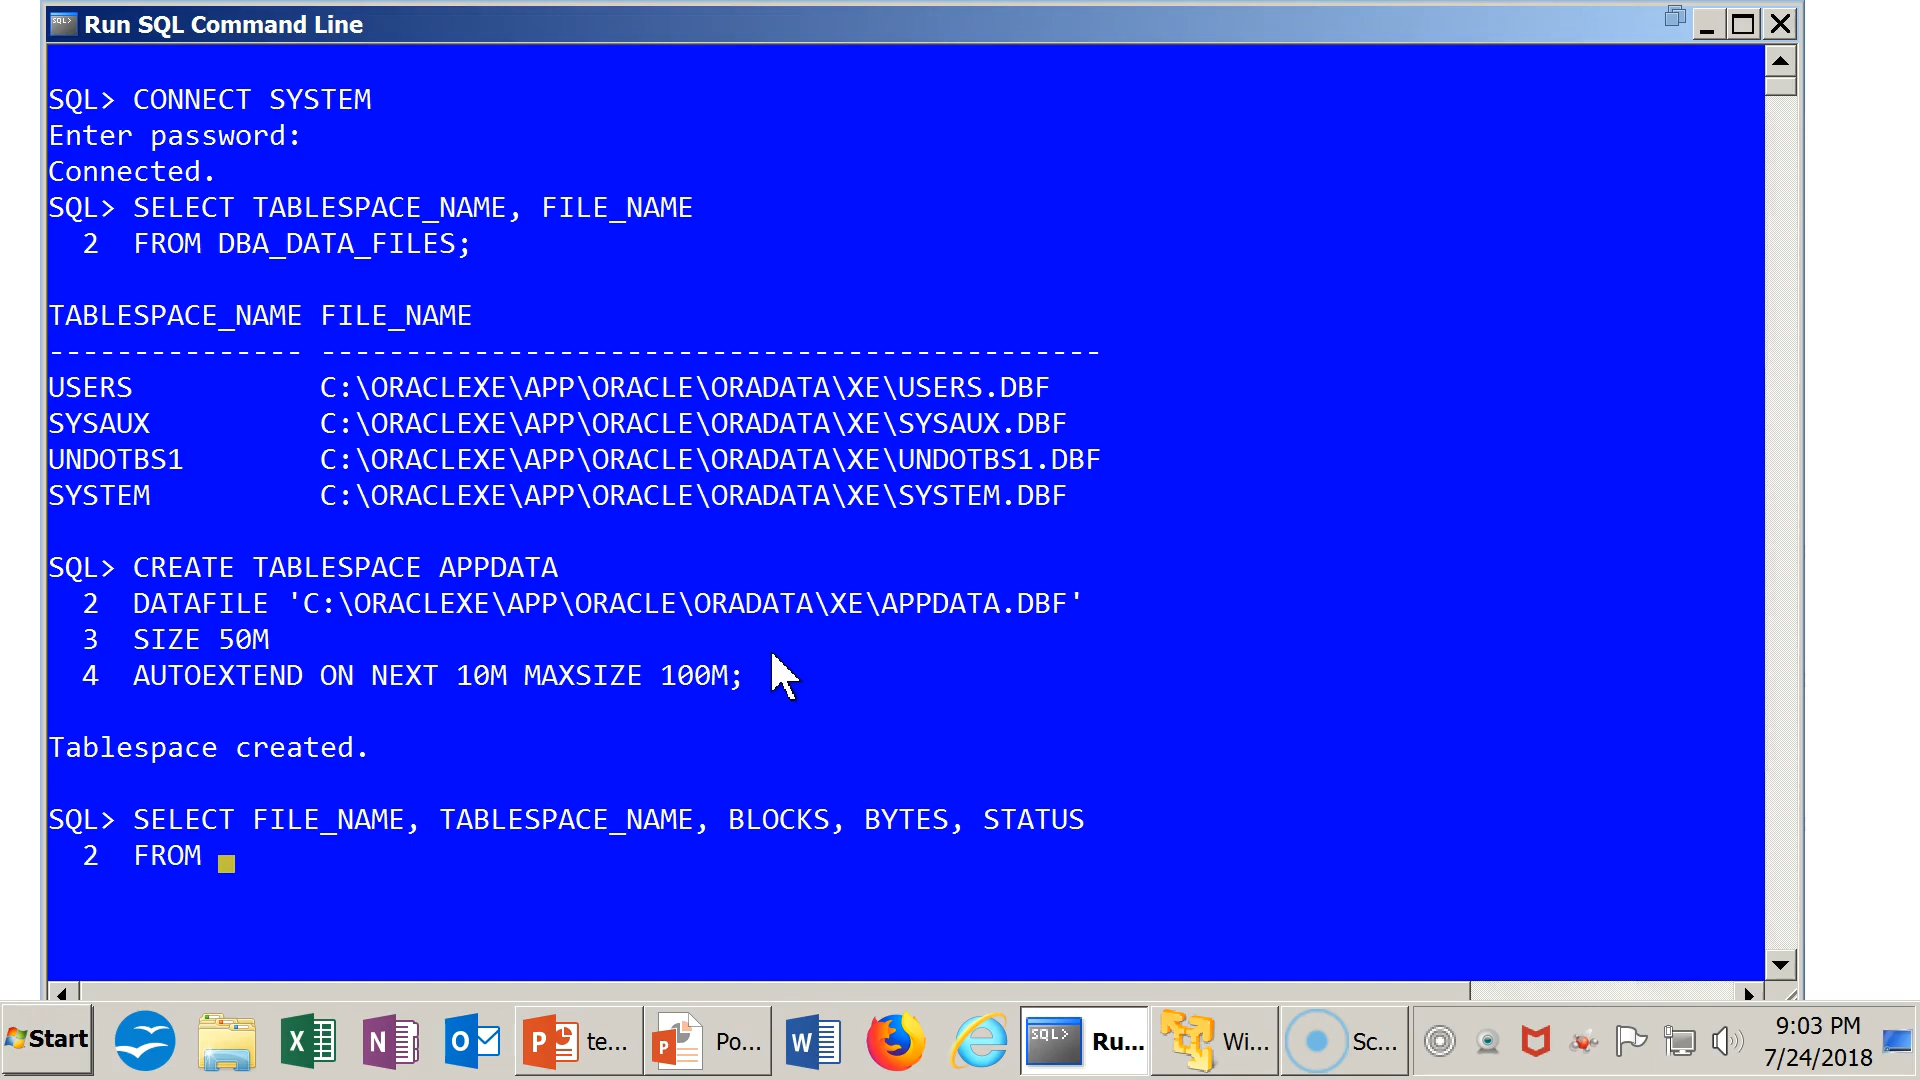 Run SQL Command Line
SQL> CONNECT SYSTEM
Enter password:
Connected.
SQL> SELECT TABLESPACE_NAME, FILE_NAME
  2  FROM DBA_DATA_FILES;
TABLESPACE_NAME FILE_NAME
--------------- ----------------------------------------------
USERS           C:\ORACLEXE\APP\ORACLE\ORADATA\XE\USERS.DBF
SYSAUX          C:\ORACLEXE\APP\ORACLE\ORADATA\XE\SYSAUX.DBF
UNDOTBS1        C:\ORACLEXE\APP\ORACLE\ORADATA\XE\UNDOTBS1.DBF
SYSTEM          C:\ORACLEXE\APP\ORACLE\ORADATA\XE\SYSTEM.DBF
SQL> CREATE TABLESPACE APPDATA
  2  DATAFILE 'C:\ORACLEXE\APP\ORACLE\ORADATA\XE\APPDATA.DBF'
  3  SIZE 50M
  4  AUTOEXTEND ON NEXT 10M MAXSIZE 100M;
Tablespace created.
SQL> SELECT FILE_NAME, TABLESPACE_NAME, BLOCKS, BYTES, STATUS
  2  FROM
Start te... Po... Ru... Wi... Sc... 9:03 PM
7/24/2018